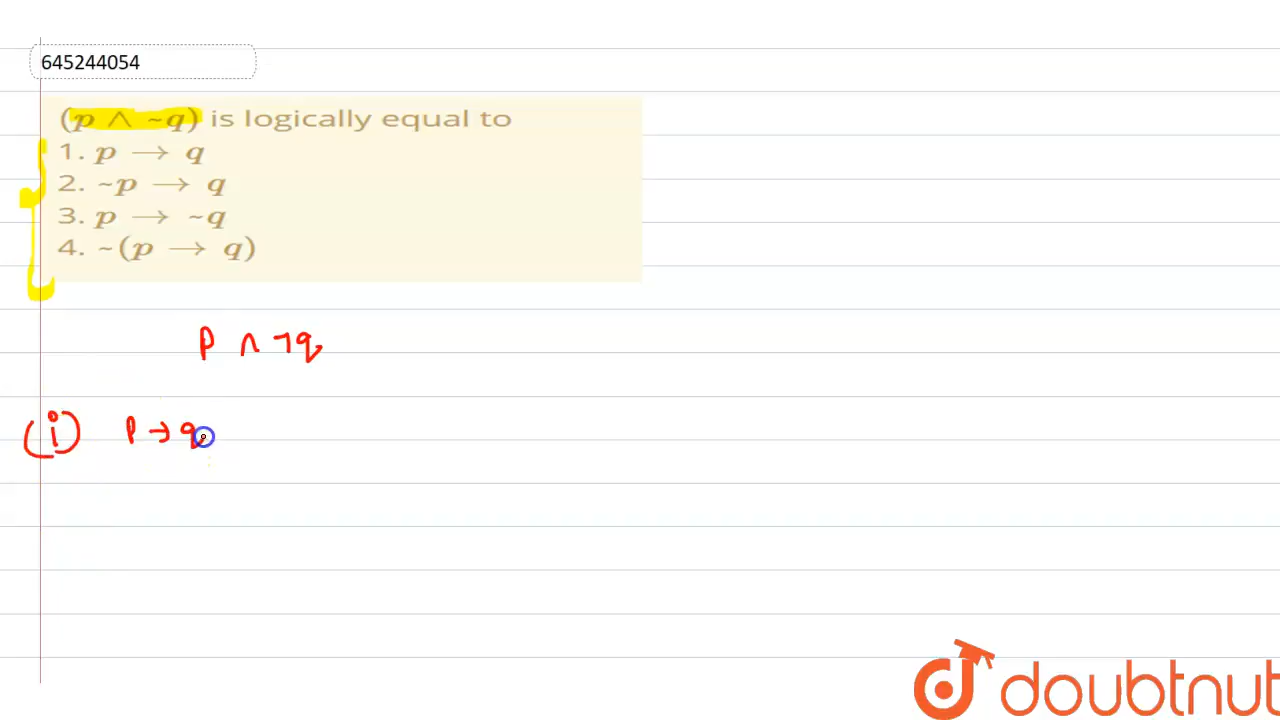 645244054
(p ∧ ~q) is logically equal to
1. p → q
2. ~p → q
3. p → ~q
4. ~(p → q)
p ∧ ¬q
(i) p → q
doubtnut